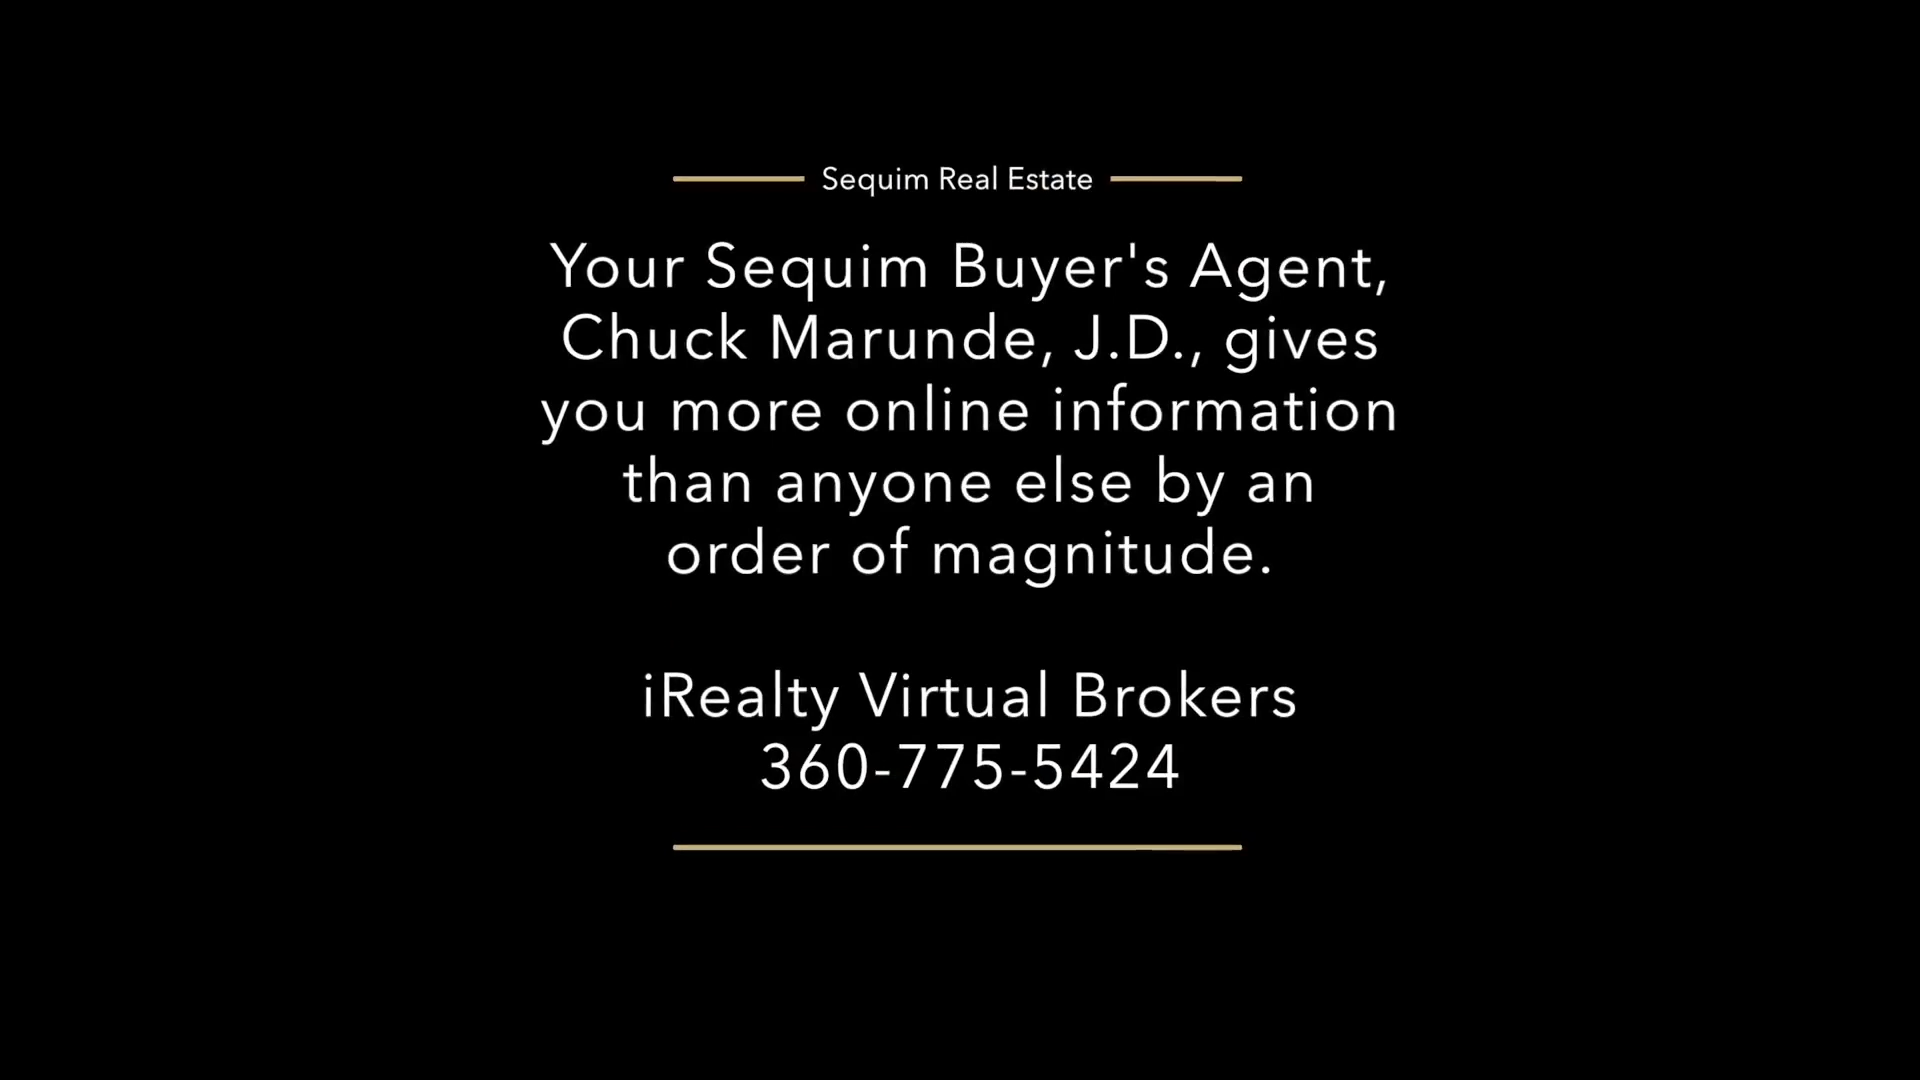 Sequim Real Estate
Your Sequim Buyer's Agent,
Chuck Marunde, J.D., gives
you more online information
than anyone else by an
order of magnitude.
iRealty Virtual Brokers
360-775-5424